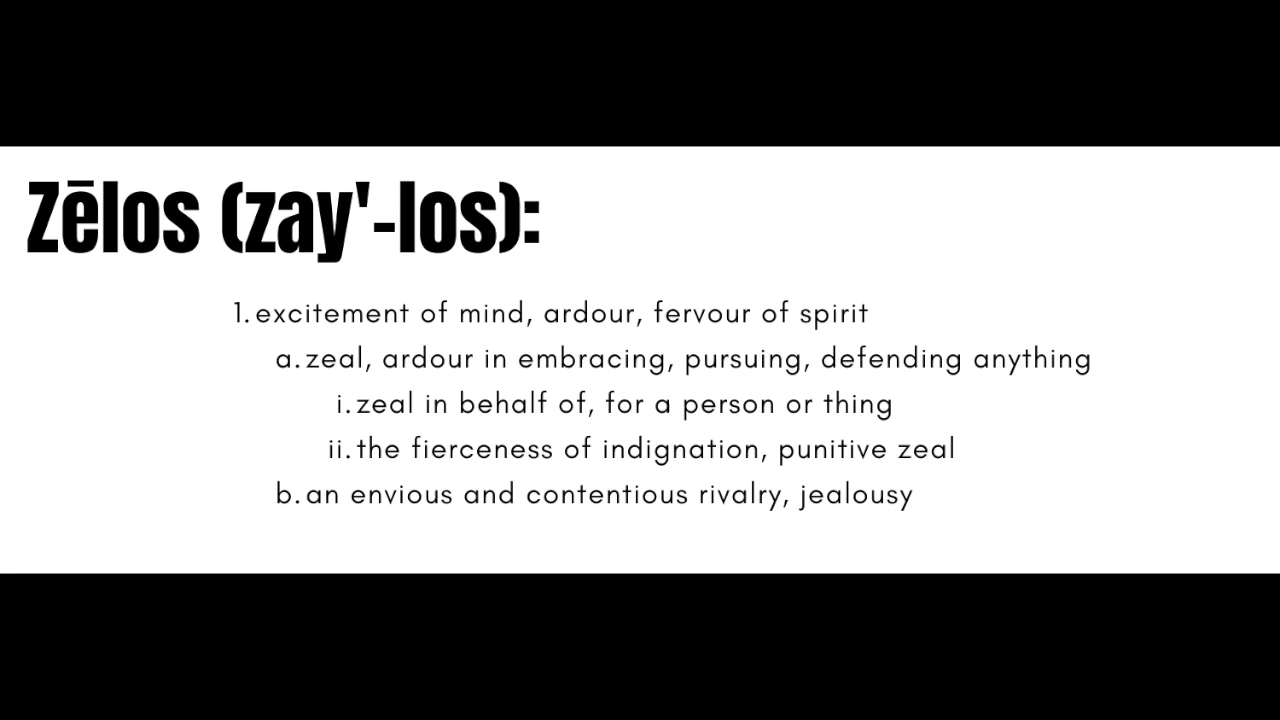 Zēlos (zay'-los):
1. excitement of mind, ardour, fervour of spirit
a. zeal, ardour in embracing, pursuing, defending anything
i. zeal in behalf of, for a person or thing
ii. the fierceness of indignation, punitive zeal
b. an envious and contentious rivalry, jealousy